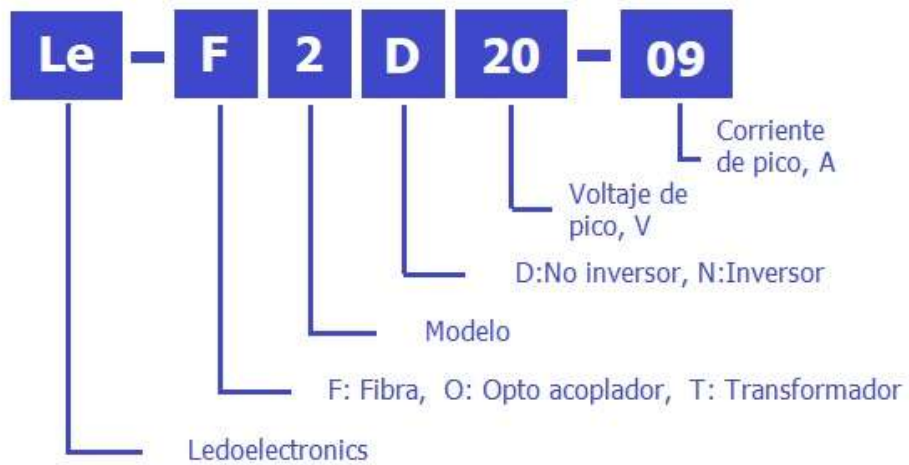 Le - F 2 D 20 - 09
Corriente
de pico, A
Voltaje de
pico, V
D:No inversor, N:Inversor
Modelo
F: Fibra, O: Opto acoplador, T: Transformador
Ledoelectronics